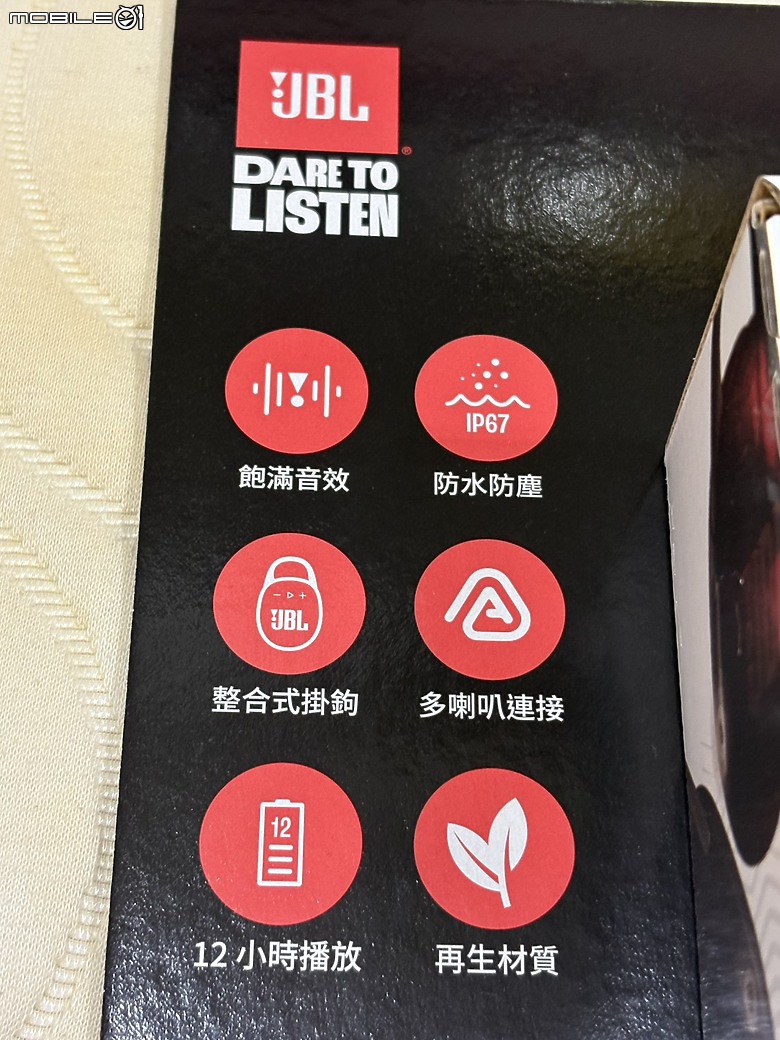 MOBILE01
JBL
DARE TO
LISTEN
IP67
飽滿音效
防水防塵
JBL
整合式掛鉤
多喇叭連接
12
12 小時播放
再生材質